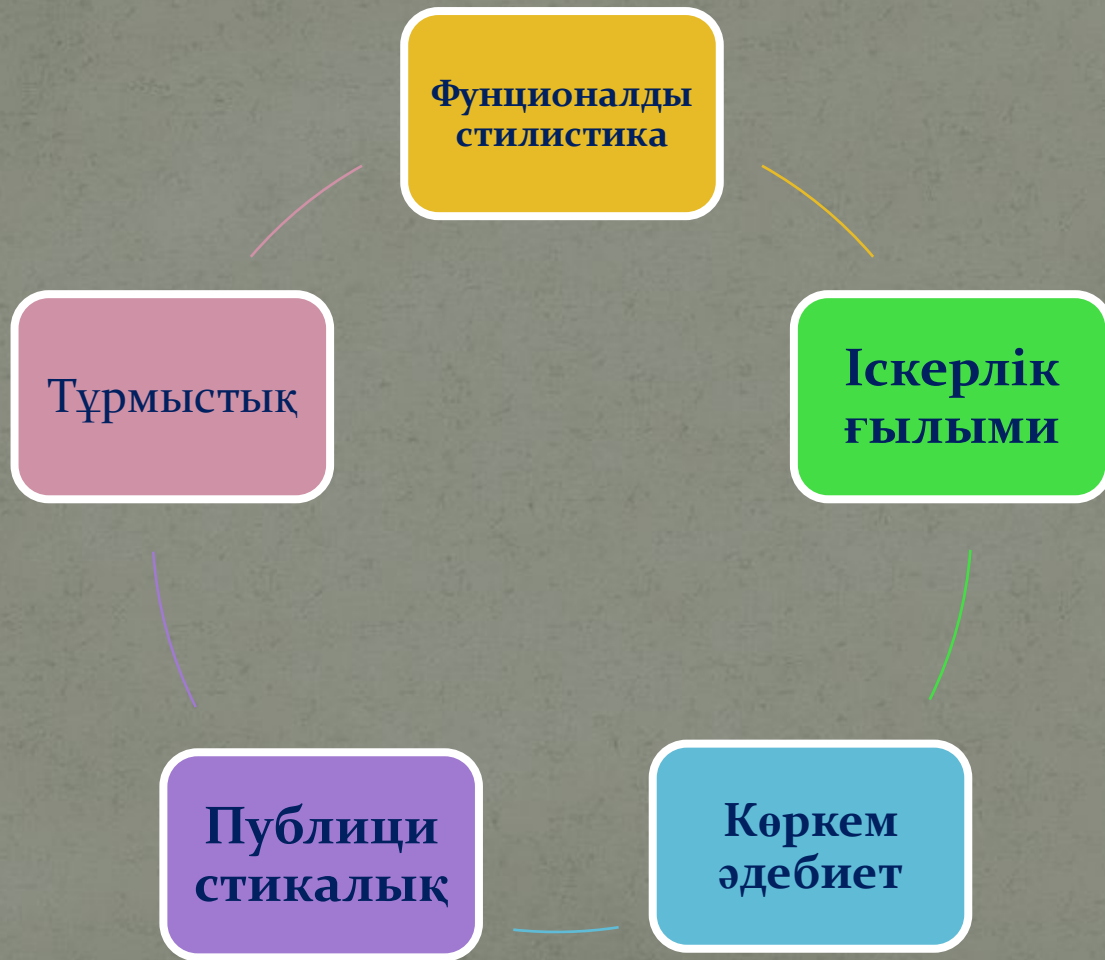 Фунционалды
стилистика
Іскерлік
ғылыми
Көркем
әдебиет
Публици
стикалық
Тұрмыстық